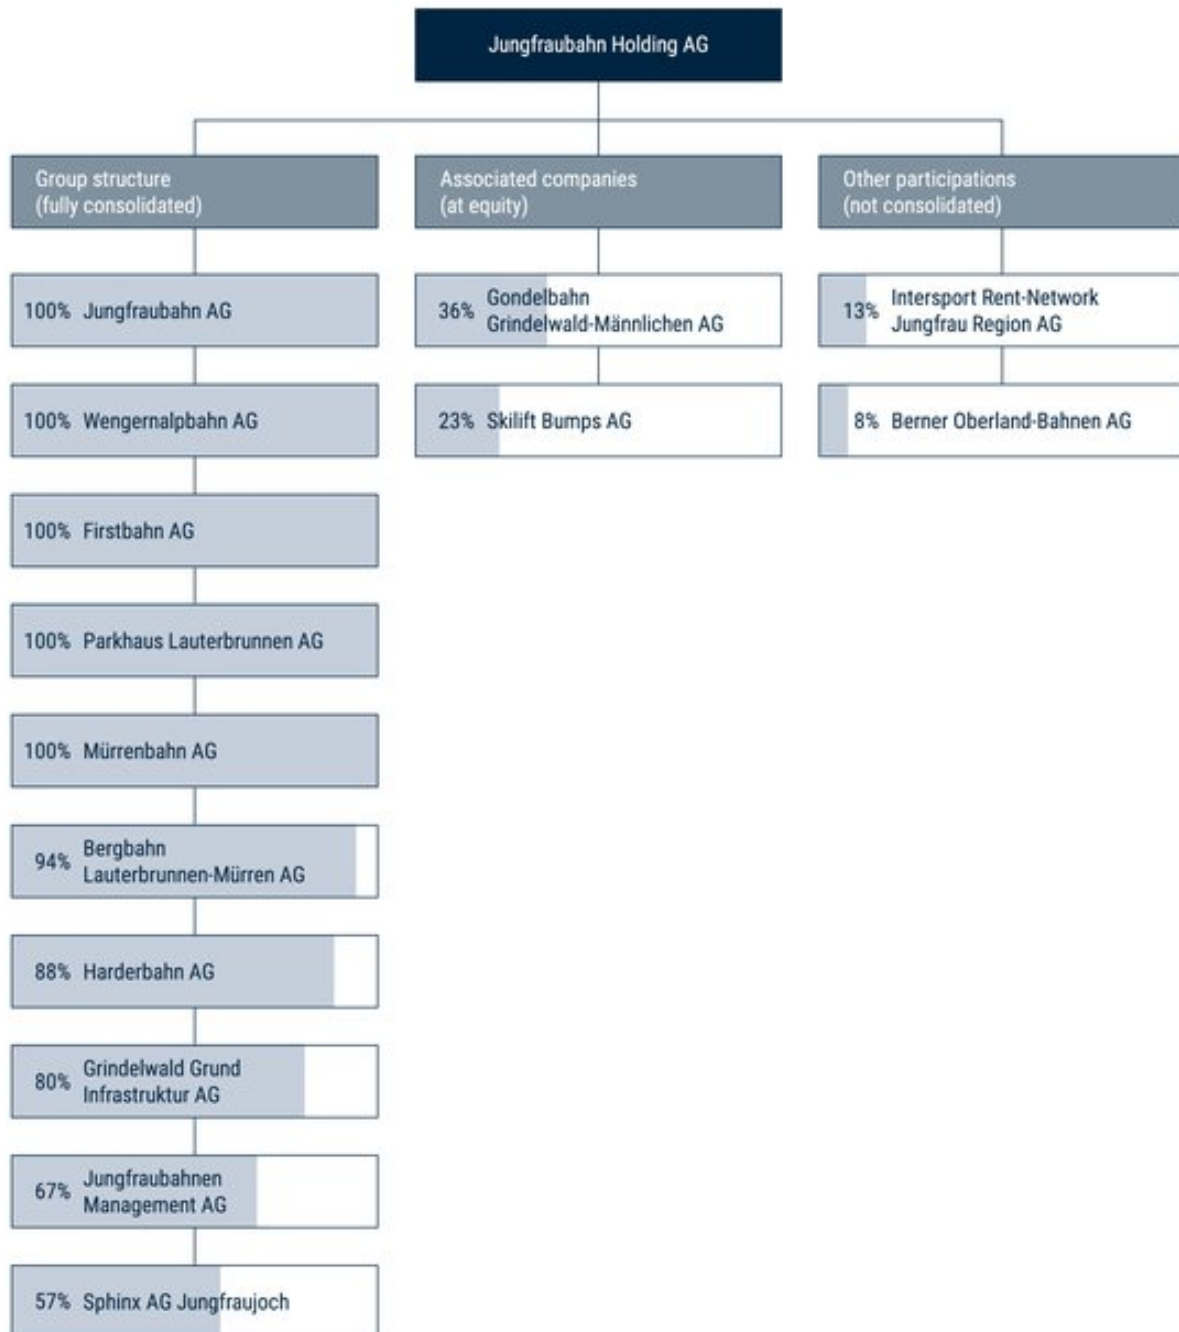 Jungfraubahn Holding AG
Group structure
(fully consolidated)
100% Jungfraubahn AG
100% Wengernalpbahn AG
100% Firstbahn AG
100% Parkhaus Lauterbrunnen AG
100% Mürrenbahn AG
94% Bergbahn
Lauterbrunnen-Mürren AG
88% Harderbahn AG
80% Grindelwald Grund
Infrastruktur AG
67% Jungfraubahnen
Management AG
57% Sphinx AG Jungfraujoch
Associated companies
(at equity)
36% Gondelbahn
Grindelwald-Männlichen AG
23% Skilift Bumps AG
Other participations
(not consolidated)
13% Intersport Rent-Network
Jungfrau Region AG
8% Berner Oberland-Bahnen AG